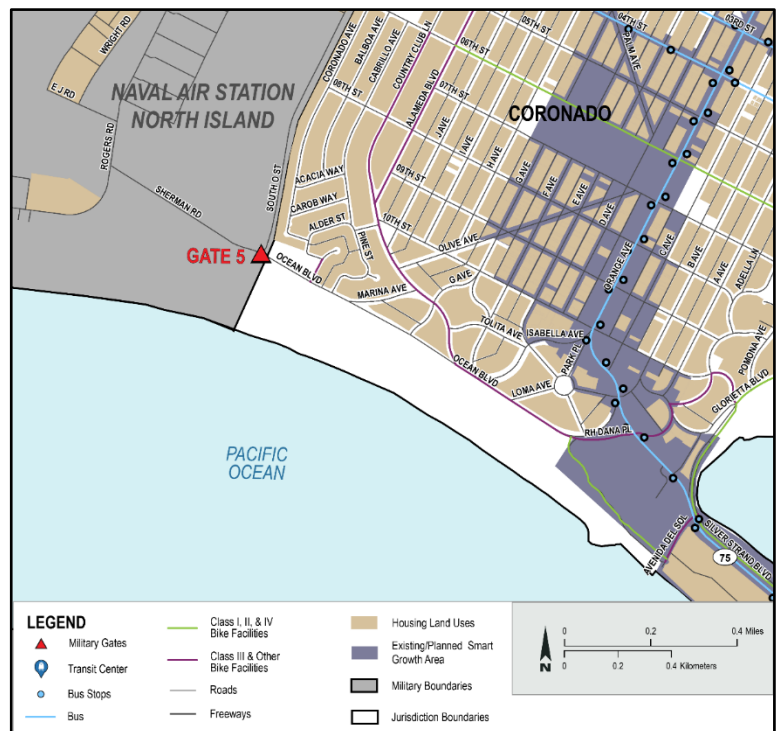 WRIGHT RD
E J RD
ROGERS RD
NAVAL AIR STATION
NORTH ISLAND
SHERMAN RD
SOUTH O ST
GATE 5
CORONADO AVE
BALBOA AVE
CABRILLO AVE
COUNTRY CLUB LN
ALAMEDA BLVD
05TH ST
04TH ST
03RD ST
06TH ST
PALM AVE
08TH ST
07TH ST
CORONADO
J AVE
I AVE
H AVE
G AVE
F AVE
E AVE
D AVE
C AVE
B AVE
A AVE
ADELLA LN
ACACIA WAY
CAROB WAY
ALDER ST
PINE ST
09TH ST
10TH ST
OLIVE AVE
ORANGE AVE
OCEAN BLVD
MARINA AVE
G AVE
TOLITA AVE
ISABELLA AVE
PARK PL
POMONA AVE
OCEAN BLVD
LOMA AVE
GLORIETTA BLVD
RH DANA PL
PACIFIC
OCEAN
AVENIDA DEL SOL
SILVER STRAND BLVD
75
LEGEND
Military Gates
Transit Center
Bus Stops
Bus
Class I, II, & IV
Bike Facilities
Class III & Other
Bike Facilities
Roads
Freeways
Housing Land Uses
Existing/Planned Smart
Growth Area
Military Boundaries
Jurisdiction Boundaries
N
0 0.2 0.4 Miles
0 0.2 0.4 Kilometers